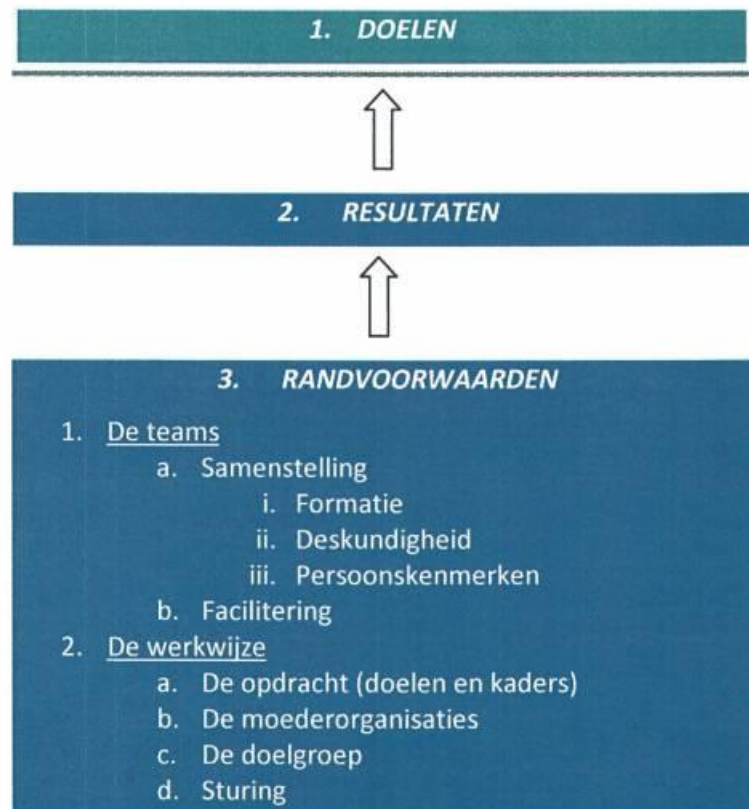 1. DOELEN
2. RESULTATEN
3. RANDVOORWAARDEN
1. De teams
a. Samenstelling
i. Formatie
ii. Deskundigheid
iii. Persoonskenmerken
b. Facilitering
2. De werkwijze
a. De opdracht (doelen en kaders)
b. De moederorganisaties
c. De doelgroep
d. Sturing